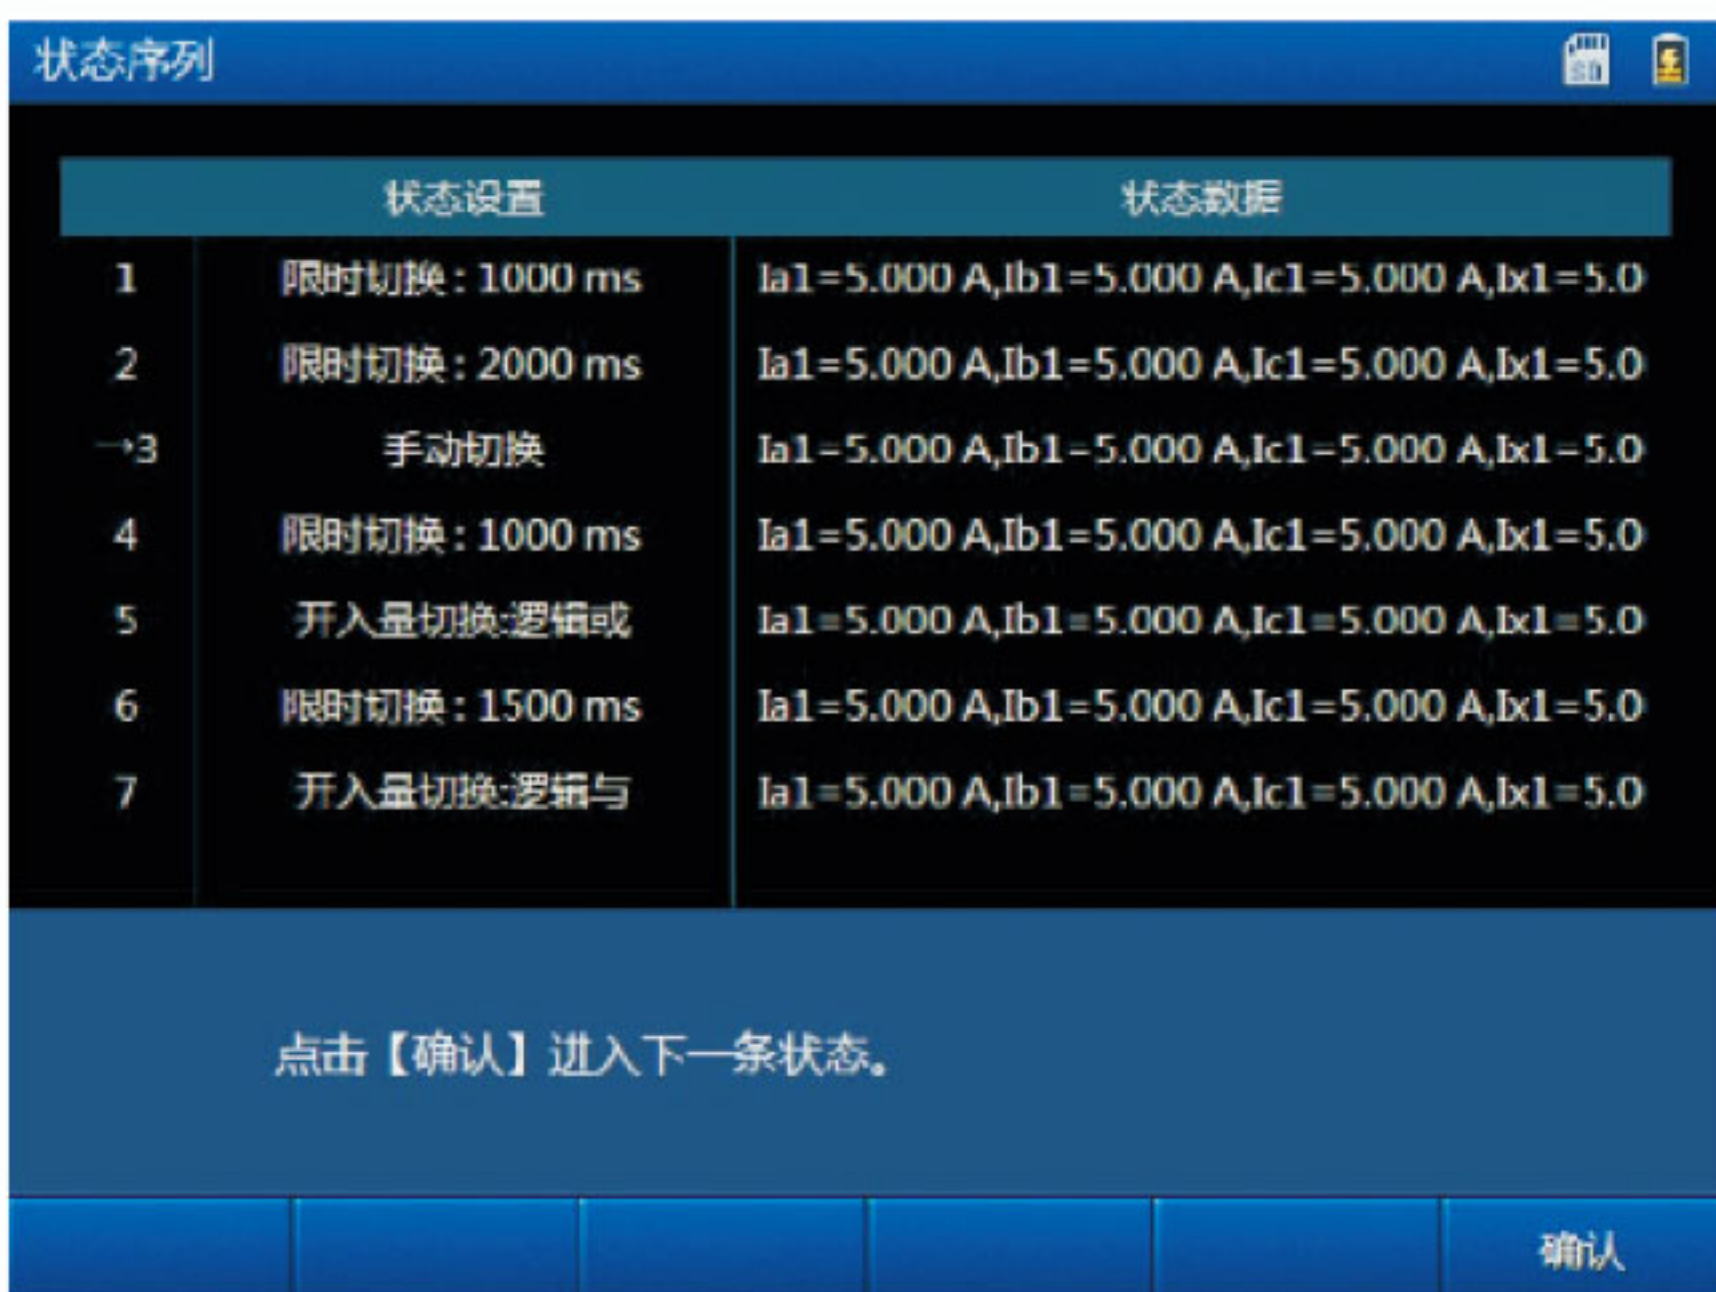 状态序列
SD
状态设置 状态数据
1 限时切换：1000 ms Ia1=5.000 A,Ib1=5.000 A,Ic1=5.000 A,Ix1=5.0
2 限时切换：2000 ms Ia1=5.000 A,Ib1=5.000 A,Ic1=5.000 A,Ix1=5.0
→3 手动切换 Ia1=5.000 A,Ib1=5.000 A,Ic1=5.000 A,Ix1=5.0
4 限时切换：1000 ms Ia1=5.000 A,Ib1=5.000 A,Ic1=5.000 A,Ix1=5.0
5 开入量切换:逻辑或 Ia1=5.000 A,Ib1=5.000 A,Ic1=5.000 A,Ix1=5.0
6 限时切换：1500 ms Ia1=5.000 A,Ib1=5.000 A,Ic1=5.000 A,Ix1=5.0
7 开入量切换:逻辑与 Ia1=5.000 A,Ib1=5.000 A,Ic1=5.000 A,Ix1=5.0
点击【确认】进入下一条状态。
确认